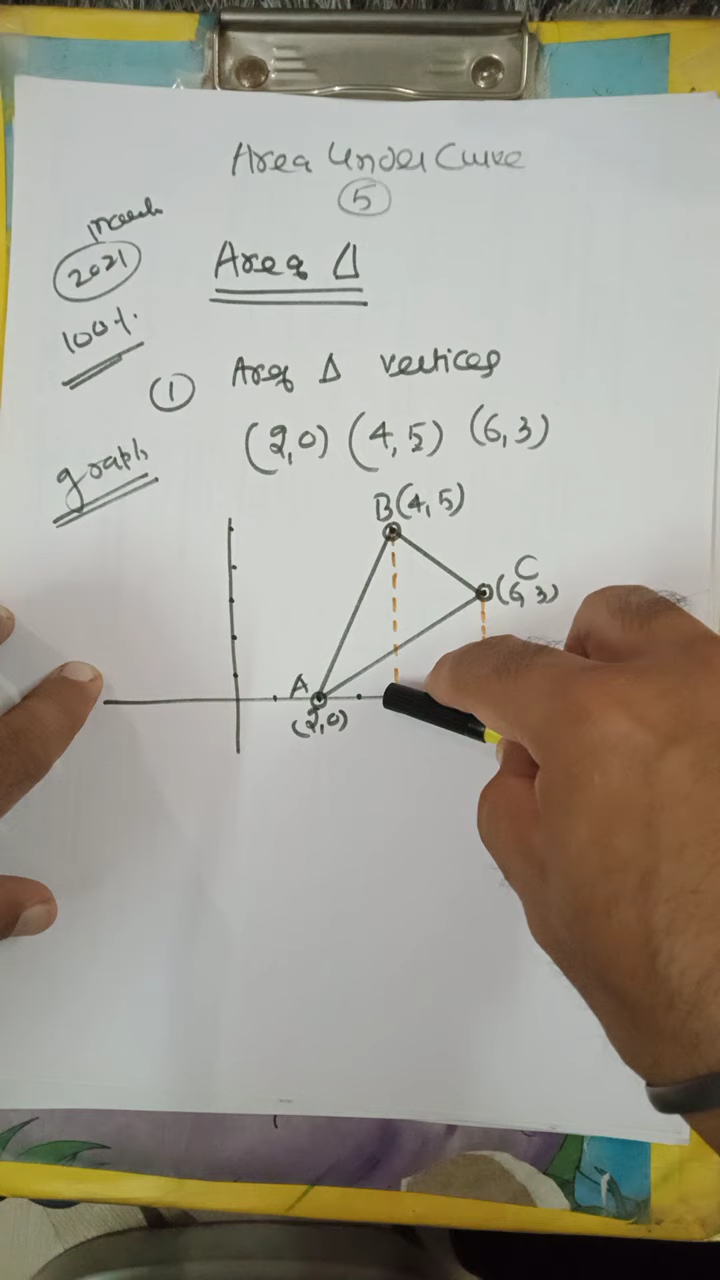 Area Under Curve
5
march
2021
100%
Area Δ
1 Area Δ vertices
(2,0) (4,5) (6,3)
graph
B(4,5)
C
(6,3)
A
(2,0)